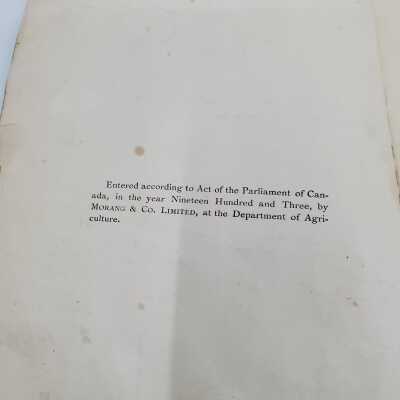 Entered according to Act of the Parliament of Can-
ada, in the year Nineteen Hundred and Three, by
MORANG & CO. LIMITED, at the Department of Agri-
culture.